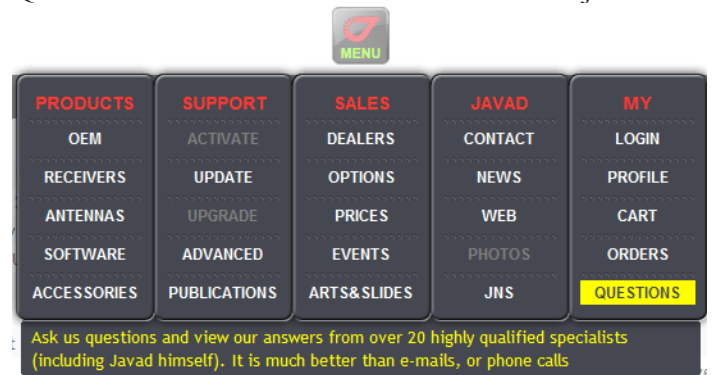 MENU
PRODUCTS SUPPORT SALES JAVAD MY
OEM ACTIVATE DEALERS CONTACT LOGIN
RECEIVERS UPDATE OPTIONS NEWS PROFILE
ANTENNAS UPGRADE PRICES WEB CART
SOFTWARE ADVANCED EVENTS PHOTOS ORDERS
ACCESSORIES PUBLICATIONS ARTS&SLIDES JNS QUESTIONS
Ask us questions and view our answers from over 20 highly qualified specialists
(including Javad himself). It is much better than e-mails, or phone calls